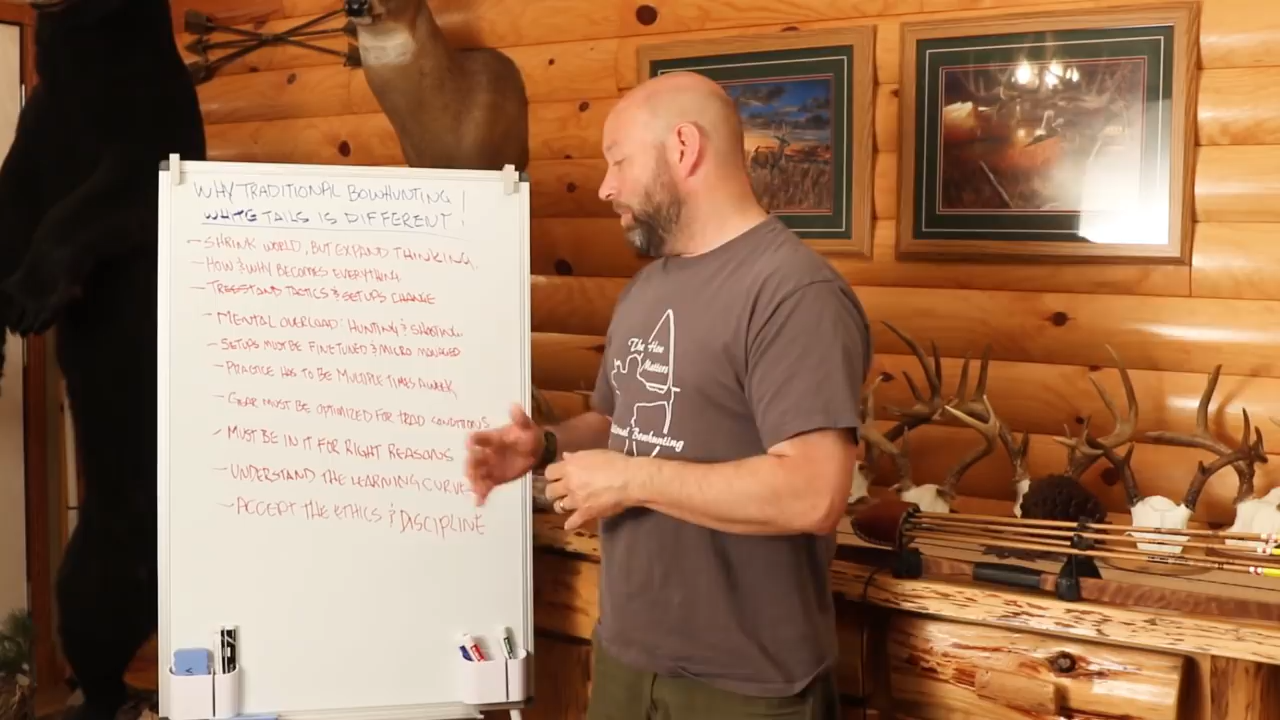 WHY TRADITIONAL BOWHUNTING
WHITE TAILS IS DIFFERENT!
- SHRINK WORLD, BUT EXPAND THINKING.
- HOW & WHY BECOMES EVERYTHING
- TREESTAND TACTICS & SETUPS CHANGE
- MENTAL OVERLOAD: HUNTING & SHOOTING.
- SETUPS MUST BE FINE TUNED & MICRO MANAGED
- PRACTICE HAS TO BE MULTIPLE TIMES A WEEK
- GEAR MUST BE OPTIMIZED FOR TRAD CONDITIONS
- MUST BE IN IT FOR RIGHT REASONS
- UNDERSTAND THE LEARNING CURVE
- ACCEPT THE ETHICS & DISCIPLINE
The How
Matters
Bowhunting